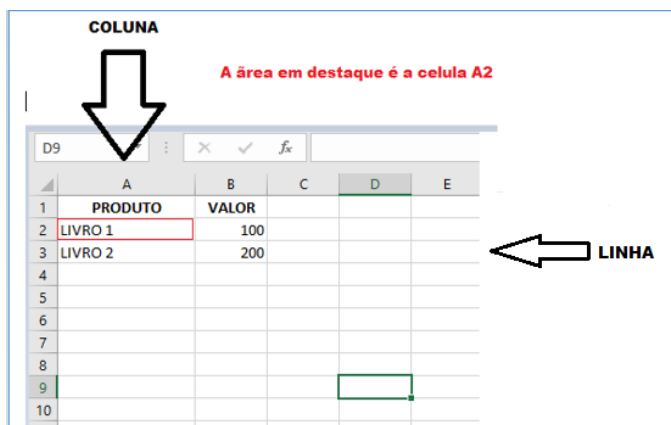 COLUNA
A ãrea em destaque é a celula A2
D9 fx
A B C D E
1 PRODUTO VALOR
2 LIVRO 1 100
3 LIVRO 2 200
LINHA
4
5
6
7
8
9
10